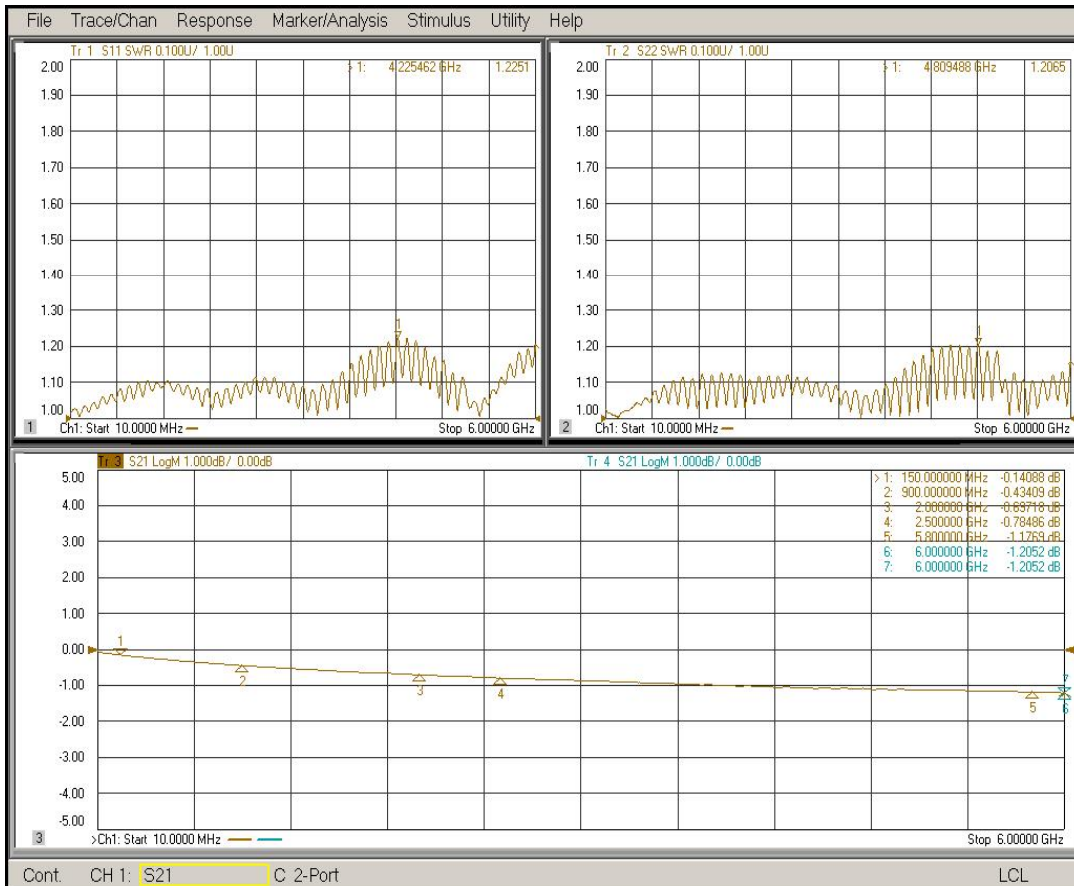 File Trace/Chan Response Marker/Analysis Stimulus Utility Help
Tr 1 S11 SWR 0.100U/ 1.00U
>1: 4.225462 GHz 1.2251
2.00
1.90
1.80
1.70
1.60
1.50
1.40
1.30
1.20
1.10
1.00
1
1 Ch1: Start 10.0000 MHz Stop 6.00000 GHz
Tr 2 S22 SWR 0.100U/ 1.00U
>1: 4.809488 GHz 1.2065
2.00
1.90
1.80
1.70
1.60
1.50
1.40
1.30
1.20
1.10
1.00
1
2 Ch1: Start 10.0000 MHz Stop 6.00000 GHz
Tr 3 S21 LogM 1.000dB/ 0.00dB Tr 4 S21 LogM 1.000dB/ 0.00dB
>1: 150.000000 MHz -0.14088 dB
2: 900.000000 MHz -0.43409 dB
3: 2.000000 GHz -0.69718 dB
4: 2.500000 GHz -0.78486 dB
5: 5.800000 GHz -1.1769 dB
6: 6.000000 GHz -1.2052 dB
7: 6.000000 GHz -1.2052 dB
5.00
4.00
3.00
2.00
1.00
0.00
-1.00
-2.00
-3.00
-4.00
-5.00
1
2
3
4
5
7
6
3 >Ch1: Start 10.0000 MHz Stop 6.00000 GHz
Cont. CH 1: S21 C 2-Port LCL